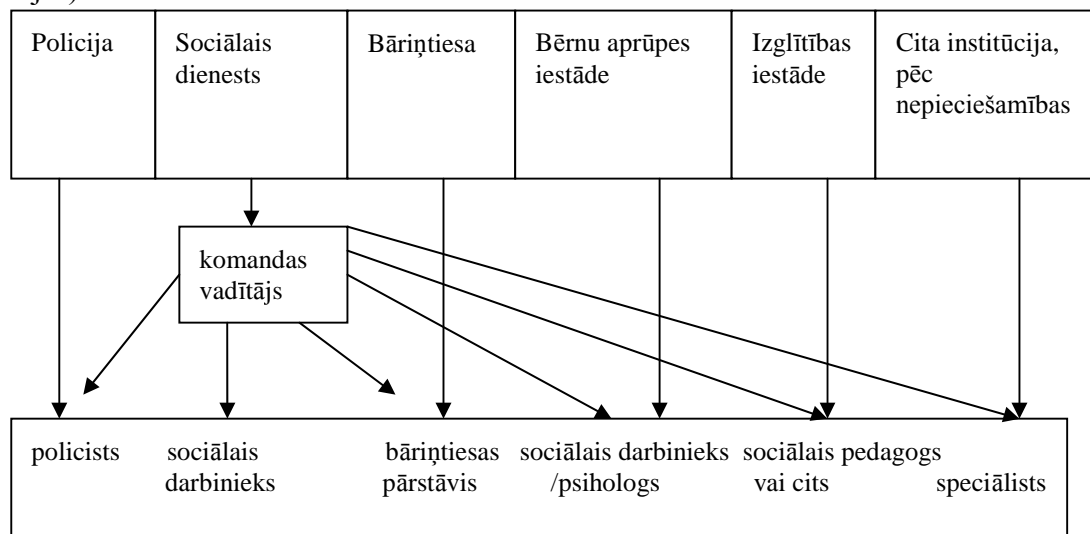 Policija
Sociālais
dienests
Bāriņtiesa
Bērnu aprūpes
iestāde
Izglītības
iestāde
Cita institūcija,
pēc
nepieciešamības
komandas
vadītājs
policists
sociālais
darbinieks
bāriņtiesas
pārstāvis
sociālais darbinieks
/psihologs
sociālais pedagogs
vai cits
speciālists